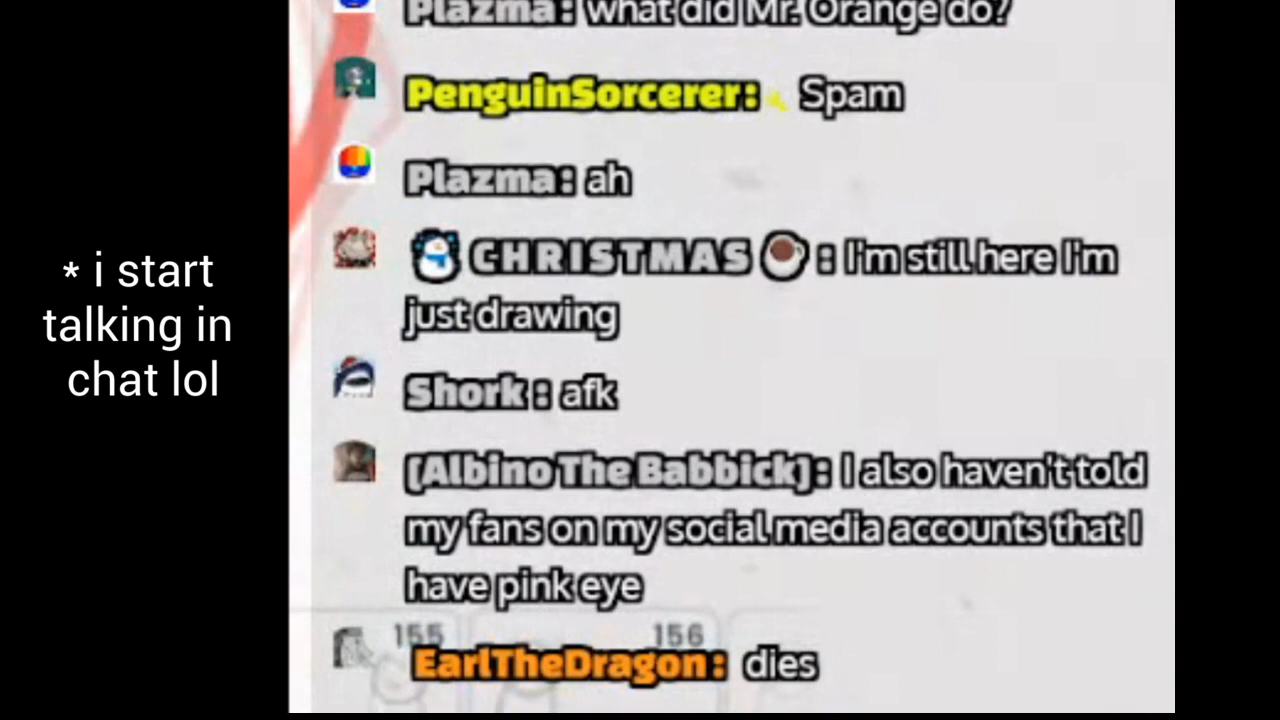 Plazma: what did Mr. Orange do?
PenguinSorcerer: Spam
Plazma: ah
⛄CHRISTMAS☕: I'm still here I'm
just drawing
Shork: afk
[Albino The Babbick]: I also haven't told
my fans on my social media accounts that I
have pink eye
155 156
EarlTheDragon: dies
* i start
talking in
chat lol